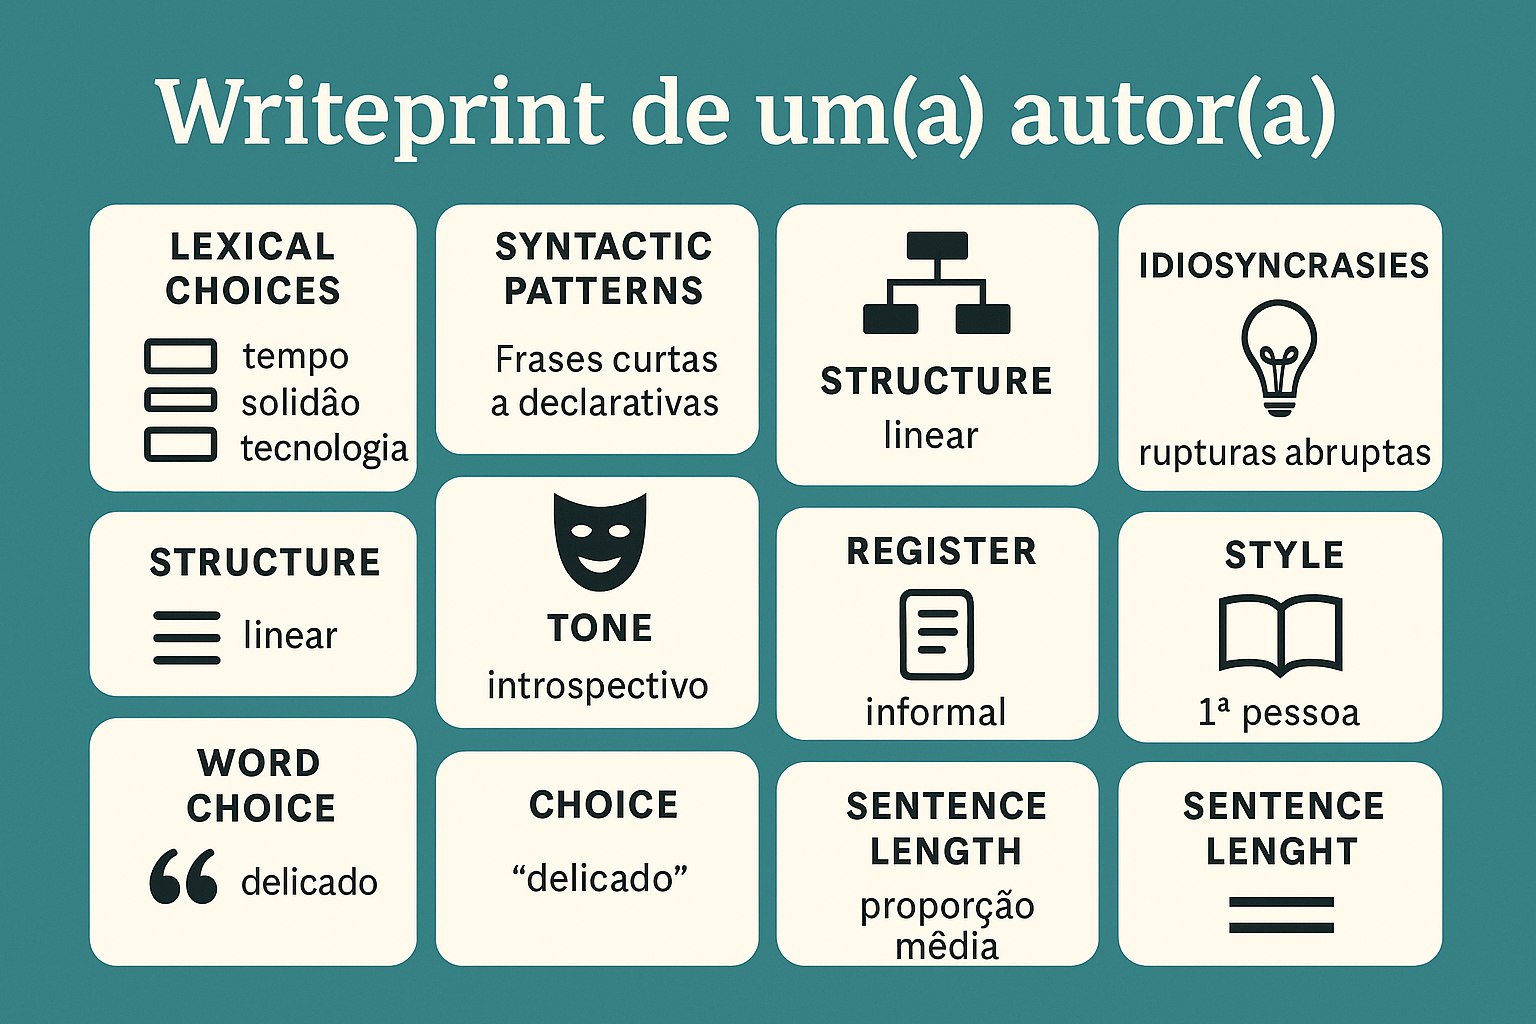 Writeprint de um(a) autor(a)
LEXICAL
CHOICES
tempo
solidâo
tecnologia
SYNTACTIC
PATTERNS
Frases curtas
a declarativas
STRUCTURE
linear
IDIOSYNCRASIES
rupturas abruptas
STRUCTURE
linear
TONE
introspectivo
REGISTER
informal
STYLE
1ª pessoa
WORD
CHOICE
“ delicado
CHOICE
“delicado”
SENTENCE
LENGTH
proporção
mêdia
SENTENCE
LENGHT